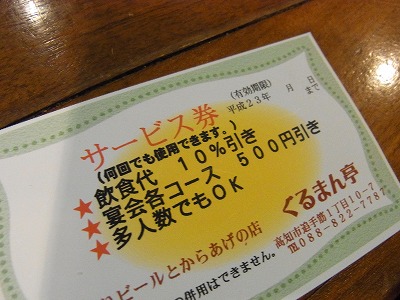 (有効期限)
平成23年　月　日まで
サービス券
(何回でも使用できます。)
★飲食代　10%引き
★宴会各コース　500円引き
★多人数でもOK
ビールとからあげの店
ぐるまん亭
高知市追手筋1丁目10-7
☎088-822-7787
の併用はできません。